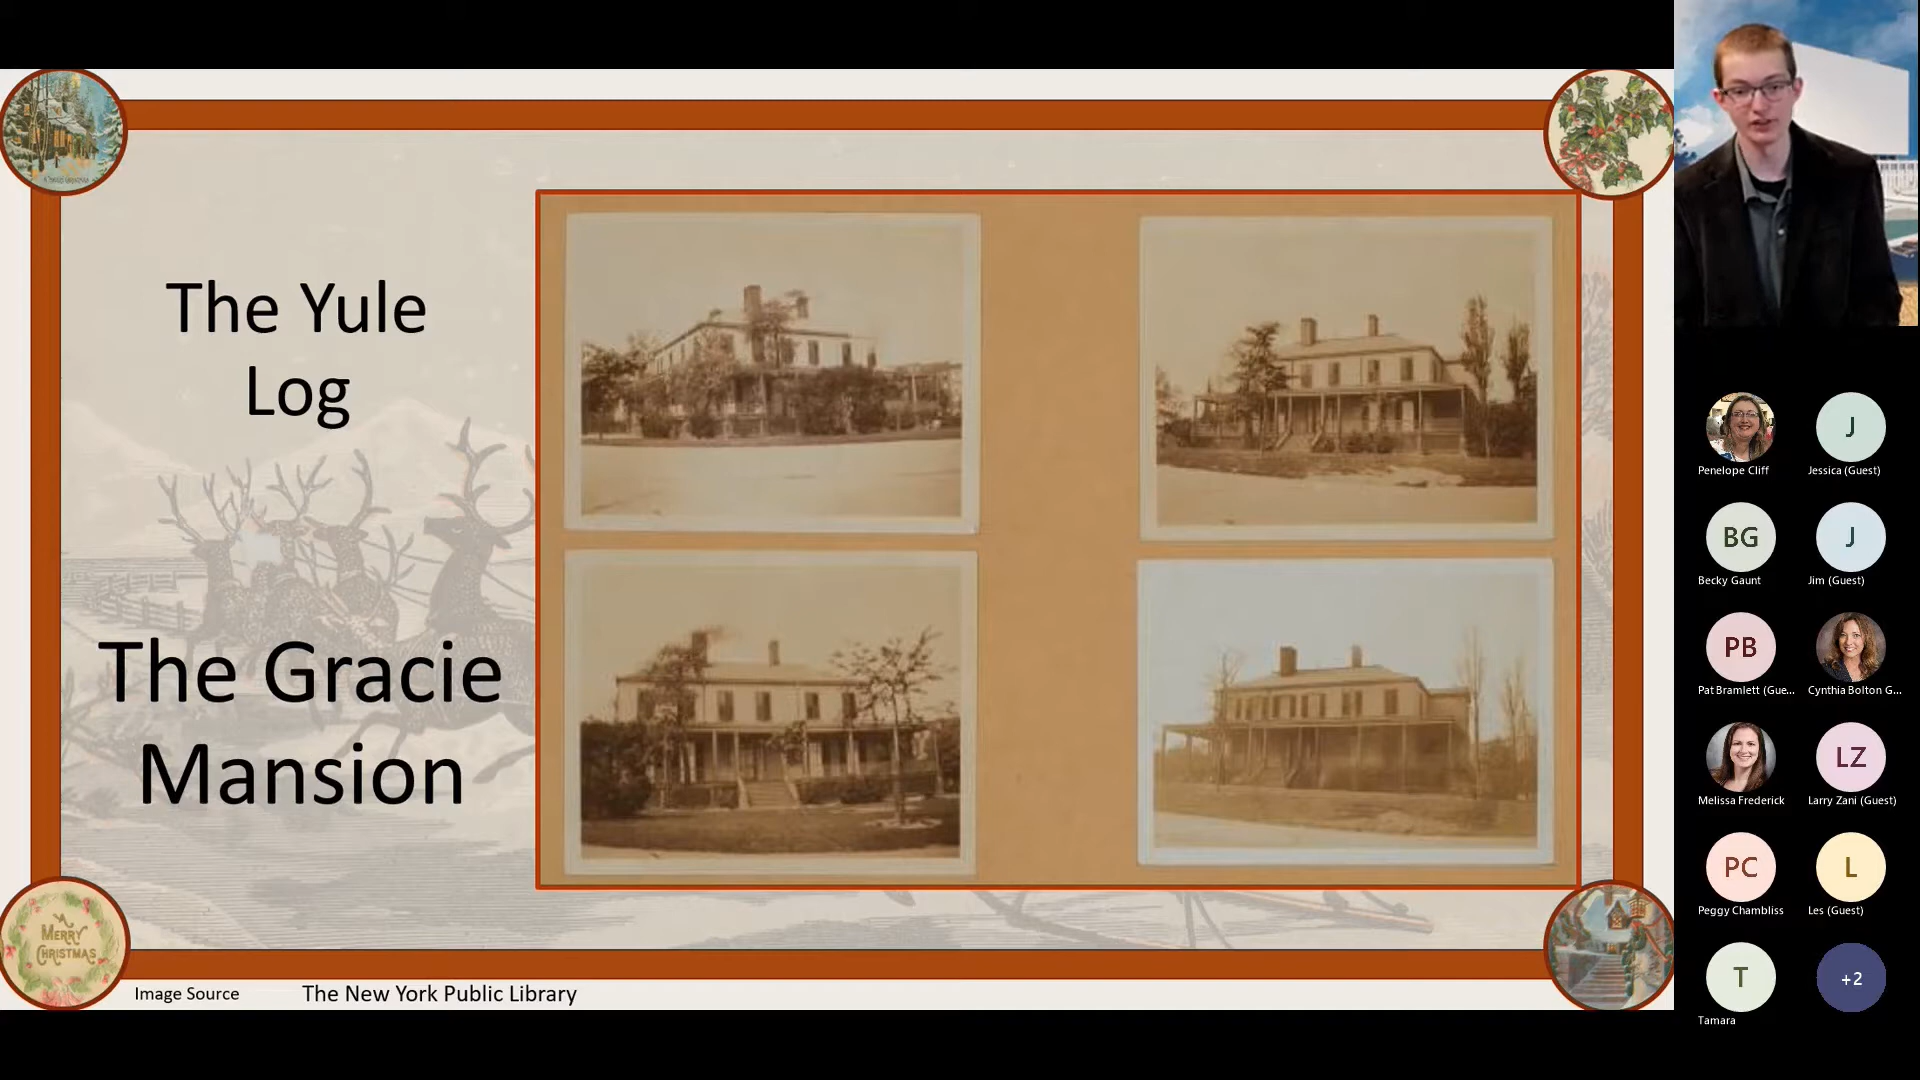 The Yule
Log
The Gracie
Mansion
A
MERRY
CHRISTMAS
Image Source
The New York Public Library
Penelope Cliff
J
Jessica (Guest)
BG
Becky Gaunt
J
Jim (Guest)
PB
Pat Bramlett (Gue...
Cynthia Bolton G...
Melissa Frederick
LZ
Larry Zani (Guest)
PC
Peggy Chambliss
L
Les (Guest)
T
Tamara
+2